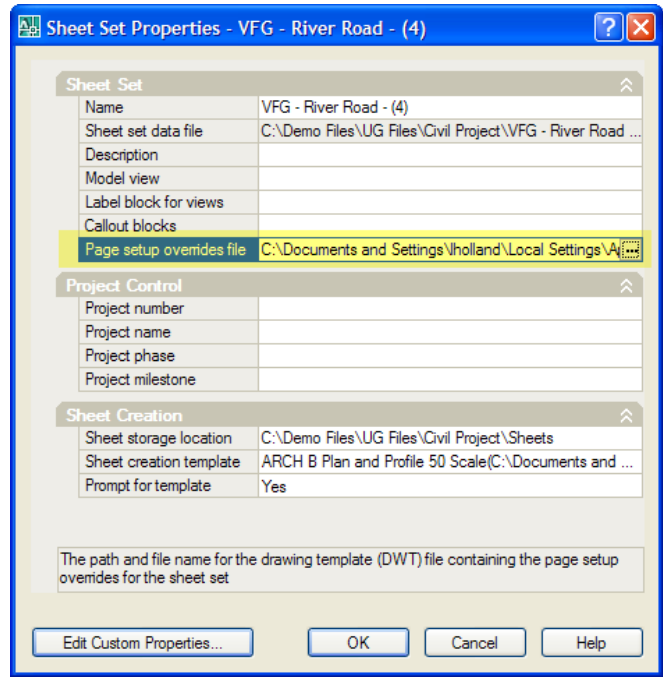 Sheet Set Properties - VFG - River Road - (4)
Sheet Set
Name VFG - River Road - (4)
Sheet set data file C:\Demo Files\UG Files\Civil Project\VFG - River Road ...
Description
Model view
Label block for views
Callout blocks
Page setup overrides file C:\Documents and Settings\lholland\Local Settings\A ...
Project Control
Project number
Project name
Project phase
Project milestone
Sheet Creation
Sheet storage location C:\Demo Files\UG Files\Civil Project\Sheets
Sheet creation template ARCH B Plan and Profile 50 Scale(C:\Documents and ...
Prompt for template Yes
The path and file name for the drawing template (DWT) file containing the page setup
overrides for the sheet set
Edit Custom Properties... OK Cancel Help